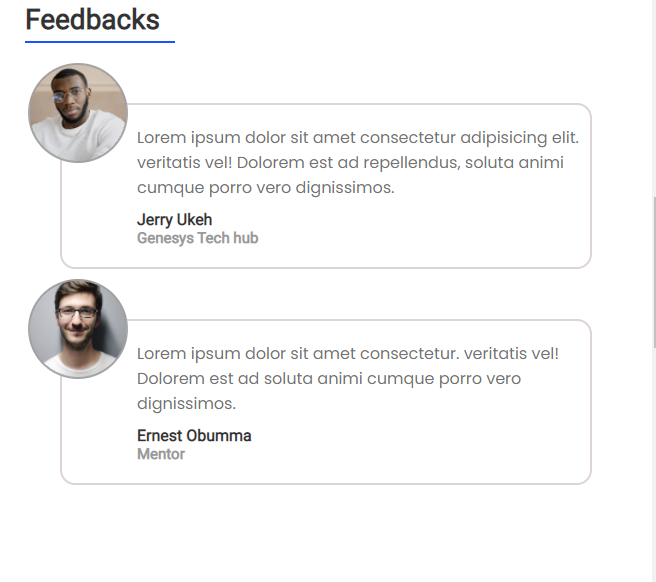 Feedbacks
Lorem ipsum dolor sit amet consectetur adipisicing elit.
veritatis vel! Dolorem est ad repellendus, soluta animi
cumque porro vero dignissimos.
Jerry Ukeh
Genesys Tech hub
Lorem ipsum dolor sit amet consectetur. veritatis vel!
Dolorem est ad soluta animi cumque porro vero
dignissimos.
Ernest Obumma
Mentor